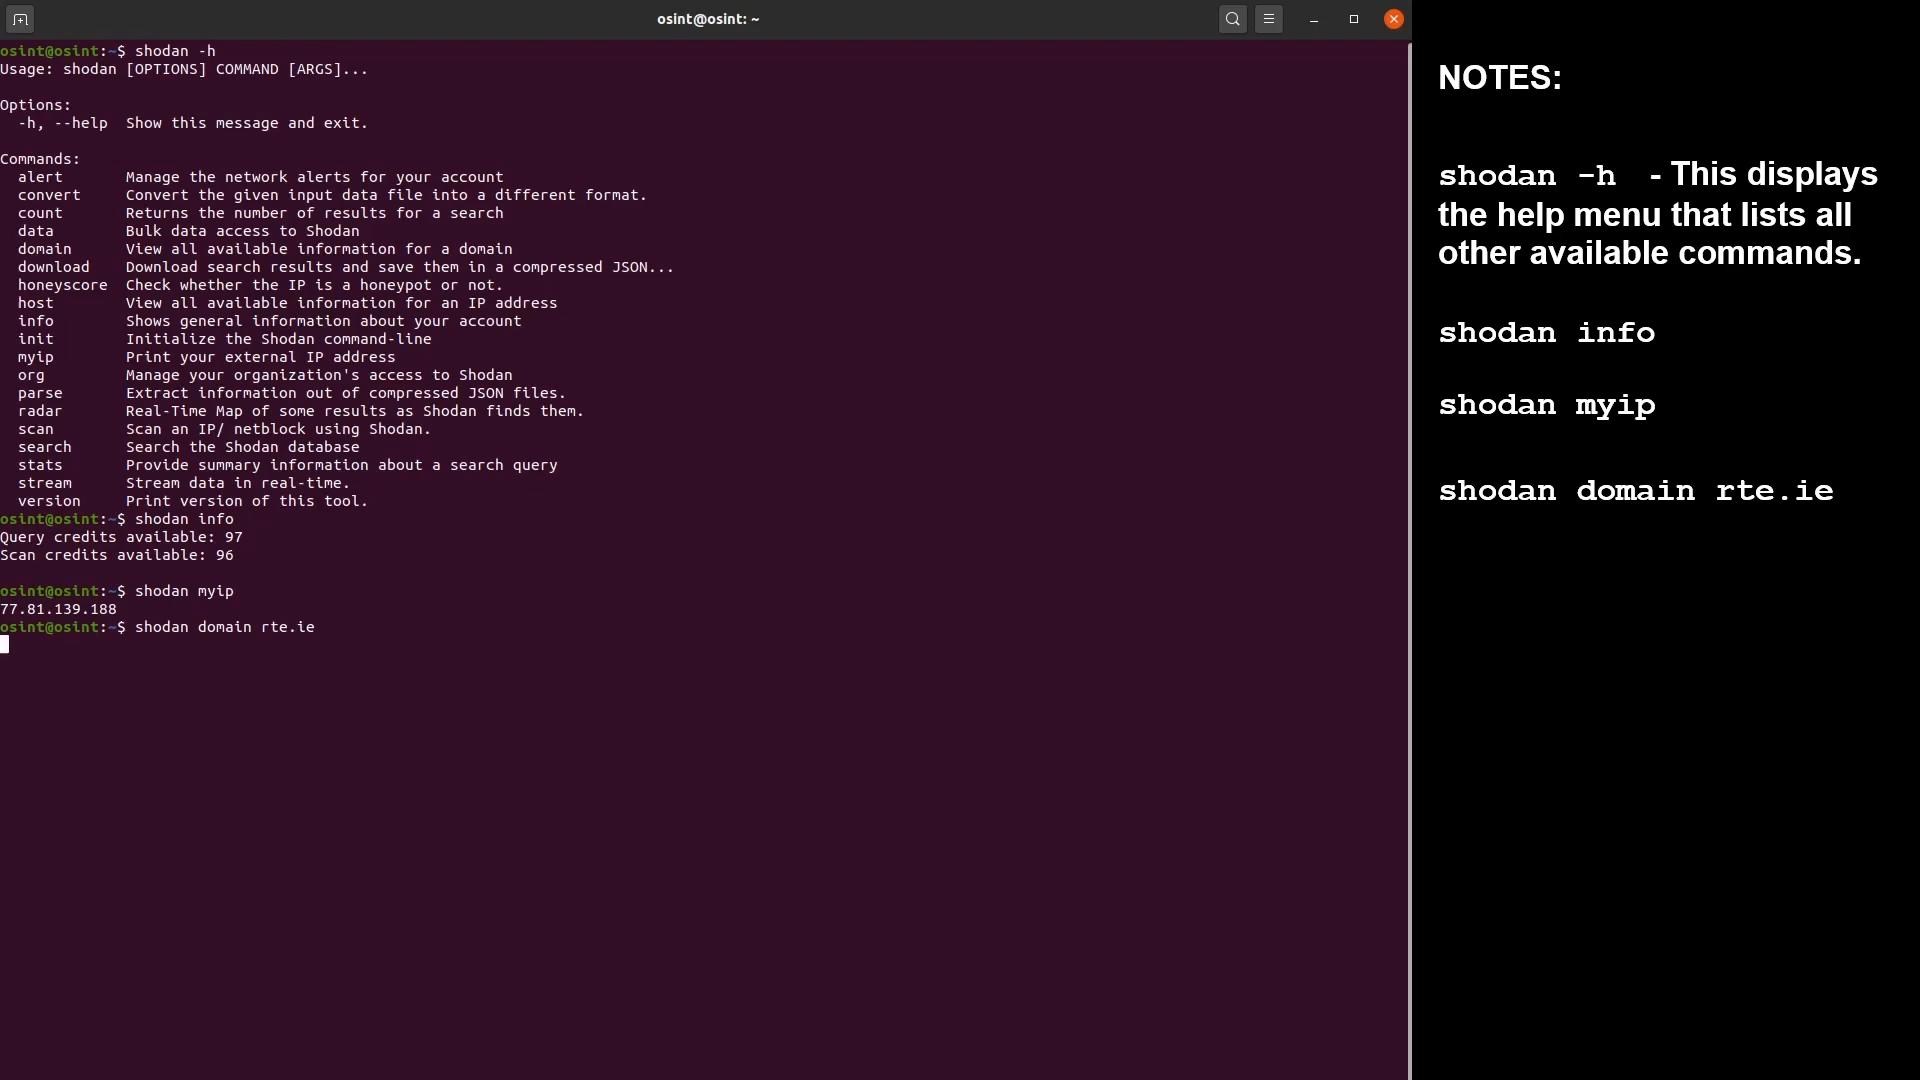 osint@osint: ~
osint@osint:~$ shodan -h
Usage: shodan [OPTIONS] COMMAND [ARGS]...
Options:
-h, --help  Show this message and exit.
Commands:
alert       Manage the network alerts for your account
convert     Convert the given input data file into a different format.
count       Returns the number of results for a search
data        Bulk data access to Shodan
domain      View all available information for a domain
download    Download search results and save them in a compressed JSON...
honeyscore  Check whether the IP is a honeypot or not.
host        View all available information for an IP address
info        Shows general information about your account
init        Initialize the Shodan command-line
myip        Print your external IP address
org         Manage your organization's access to Shodan
parse       Extract information out of compressed JSON files.
radar       Real-Time Map of some results as Shodan finds them.
scan        Scan an IP/ netblock using Shodan.
search      Search the Shodan database
stats       Provide summary information about a search query
stream      Stream data in real-time.
version     Print version of this tool.
osint@osint:~$ shodan info
Query credits available: 97
Scan credits available: 96
osint@osint:~$ shodan myip
77.81.139.188
osint@osint:~$ shodan domain rte.ie
NOTES:
shodan -h - This displays
the help menu that lists all
other available commands.
shodan info
shodan myip
shodan domain rte.ie